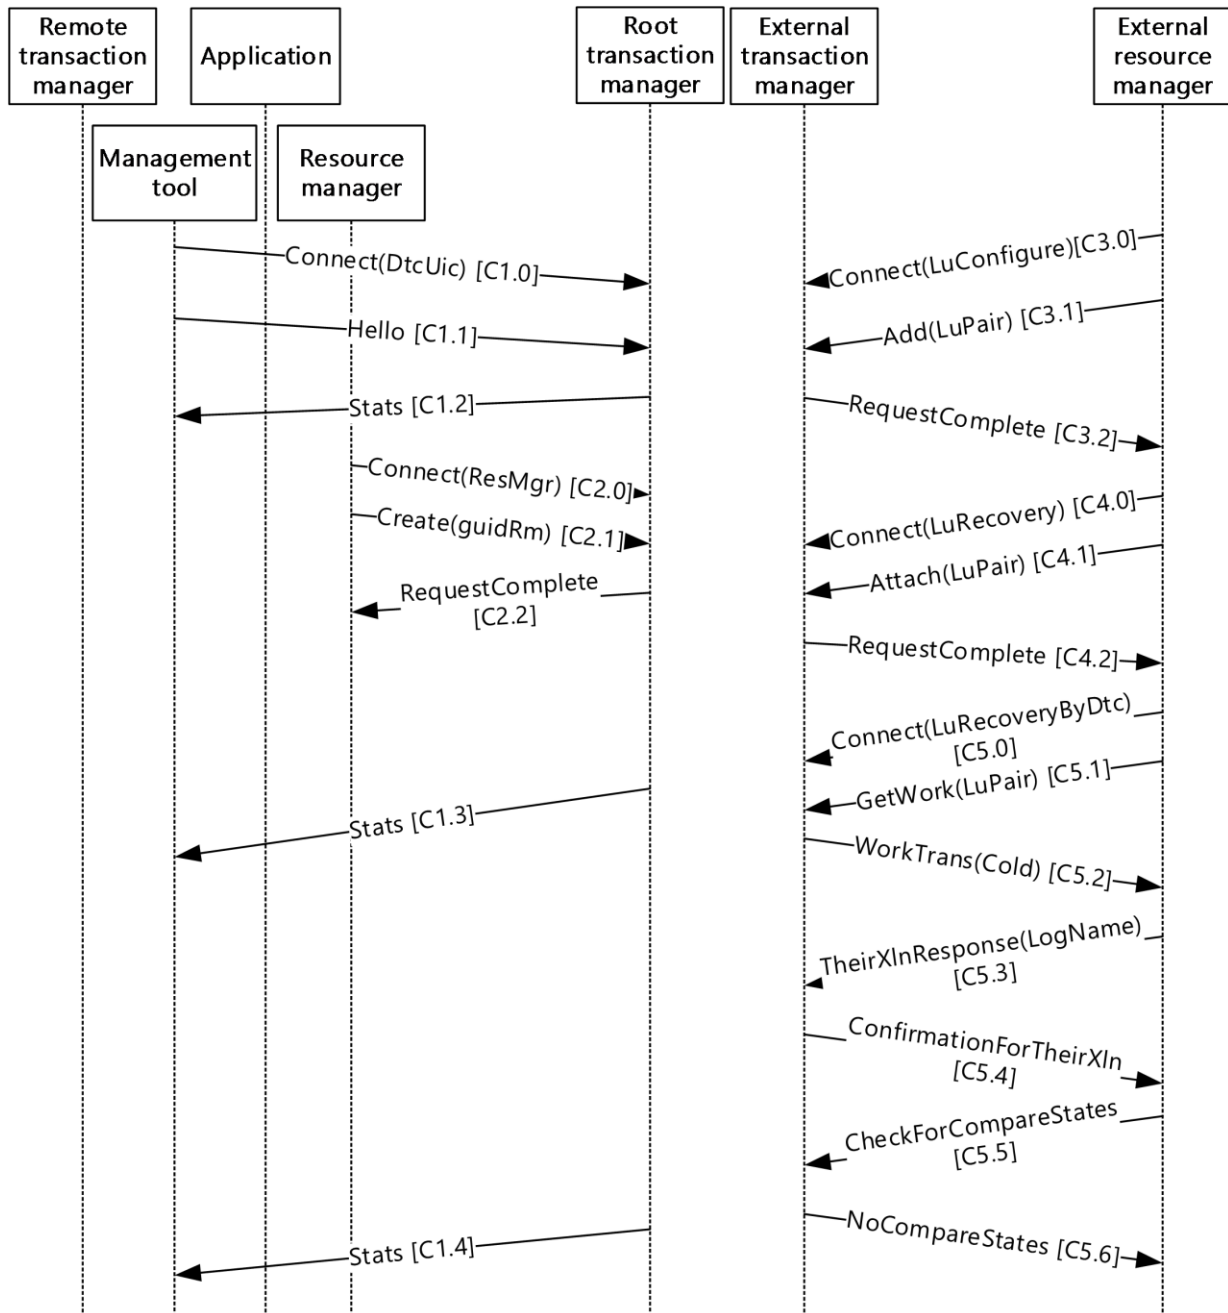 Remote
transaction
manager
Application
Root
transaction
manager
External
transaction
manager
External
resource
manager
Management
tool
Resource
manager
Connect(DtcUic) [C1.0]
Connect(LuConfigure)[C3.0]
Hello [C1.1]
Add(LuPair) [C3.1]
Stats [C1.2]
RequestComplete [C3.2]
Connect(ResMgr) [C2.0]
Connect(LuRecovery) [C4.0]
Create(guidRm) [C2.1]
Attach(LuPair) [C4.1]
RequestComplete
[C2.2]
RequestComplete [C4.2]
Connect(LuRecoveryByDtc)
[C5.0]
GetWork(LuPair) [C5.1]
Stats [C1.3]
WorkTrans(Cold) [C5.2]
TheirXlnResponse(LogName)
[C5.3]
ConfirmationForTheirXln
[C5.4]
CheckForCompareStates
[C5.5]
NoCompareStates [C5.6]
Stats [C1.4]